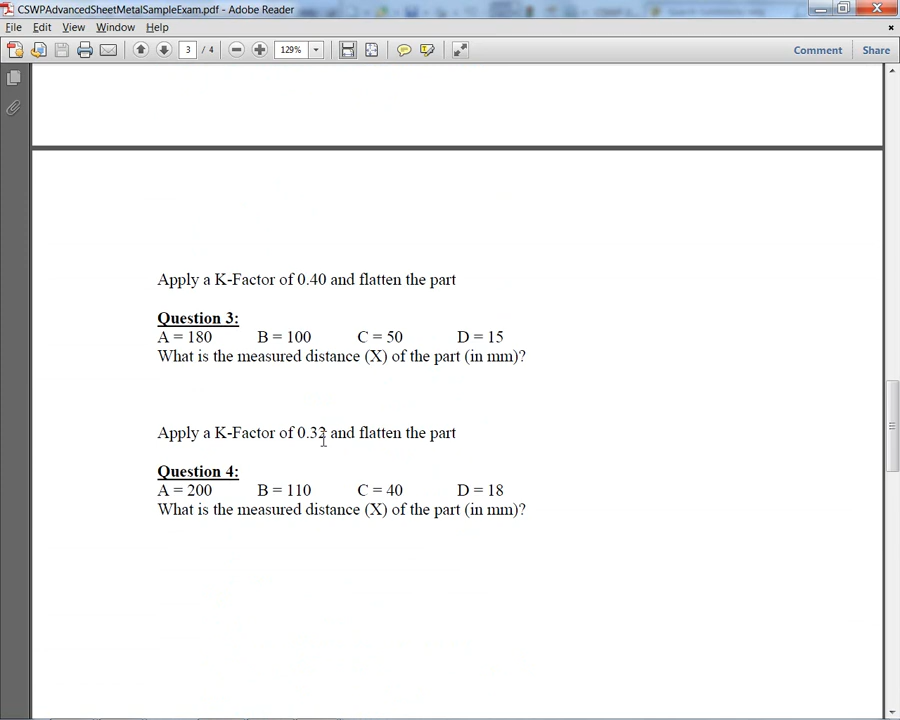 CSWPAdvancedSheetMetalSampleExam.pdf - Adobe Reader
File Edit View Window Help
3 / 4 129% Comment Share
Apply a K-Factor of 0.40 and flatten the part
Question 3:
A = 180 B = 100 C = 50 D = 15
What is the measured distance (X) of the part (in mm)?
Apply a K-Factor of 0.33 and flatten the part
Question 4:
A = 200 B = 110 C = 40 D = 18
What is the measured distance (X) of the part (in mm)?